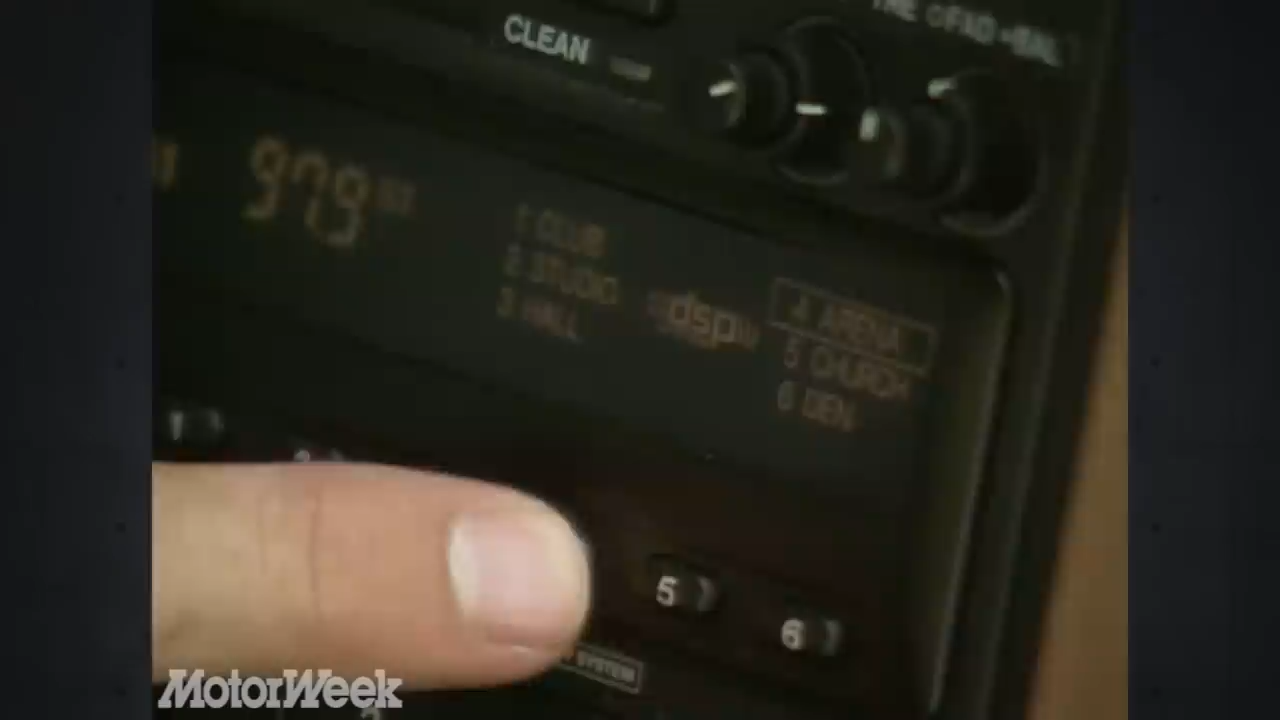 CLEAN
97.9
1 CLUB
2 STUDIO
3 HALL
dsp
4 ARENA
5 CHURCH
6 DEN
1
5
6
SYSTEM
MotorWeek